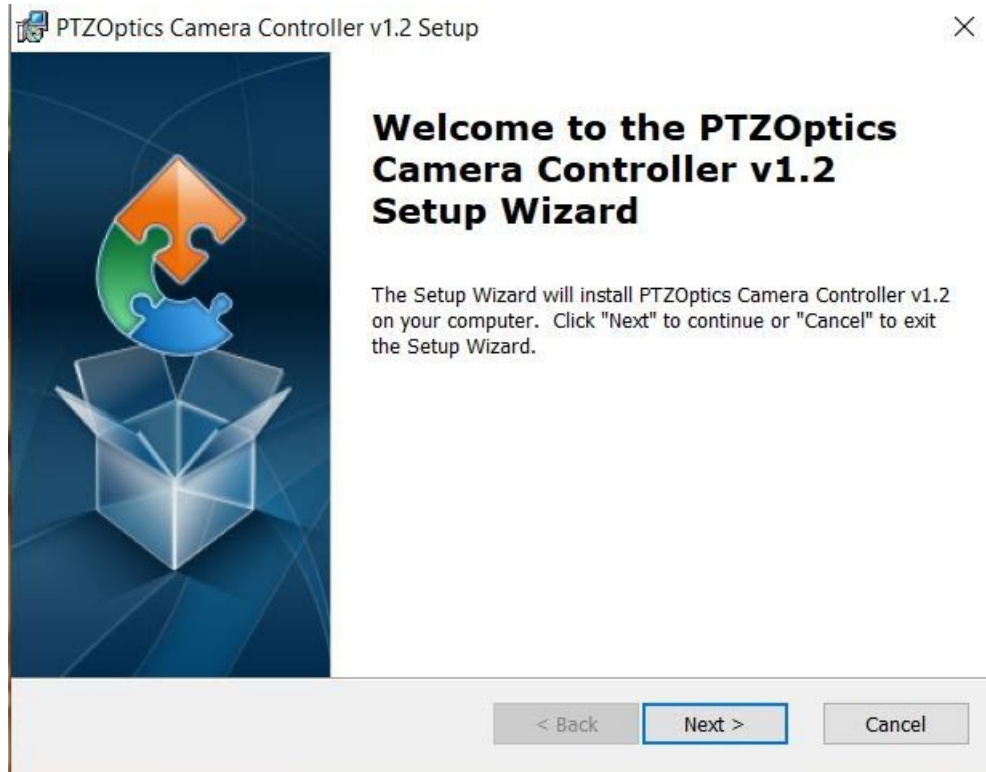 PTZOptics Camera Controller v1.2 Setup
Welcome to the PTZOptics
Camera Controller v1.2
Setup Wizard
The Setup Wizard will install PTZOptics Camera Controller v1.2
on your computer.  Click "Next" to continue or "Cancel" to exit
the Setup Wizard.
< Back
Next >
Cancel